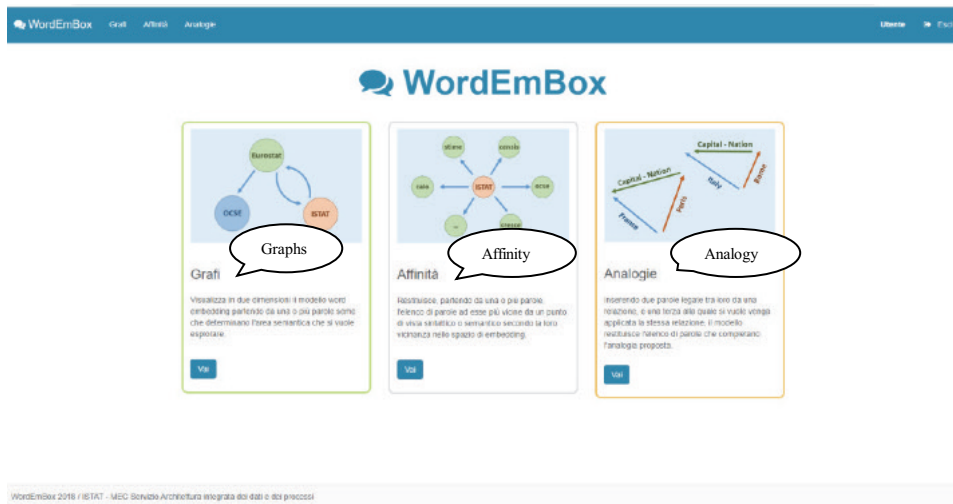 WordEmBox Grafi Affinità Analogie Utente Esci
WordEmBox
Eurostat
OCSE
ISTAT
stime
ISTAT
ocse
...
Capital - Nation
Capital - Nation
Italy
Rome
Paris
France
Graphs
Affinity
Analogy
Grafi
Visualizza in due dimensioni il modello word
embedding partendo da una o più parole seme
che determinano l'area semantica che si vuole
esplorare.
Vai
Affinità
Restituisce, partendo da una o più parole,
l'elenco di parole ad esse più vicine da un punto
di vista sintattico o semantico secondo la loro
vicinanza nello spazio di embedding.
Vai
Analogie
Inserendo due parole legate tra loro da una
relazione, e una terza alla quale si vuole venga
applicata la stessa relazione, il modello
restituisce l'elenco di parole che completano
l'analogia proposta.
Vai
WordEmBox 2018 / ISTAT - MEC Servizio Architettura integrata dei dati e dei processi